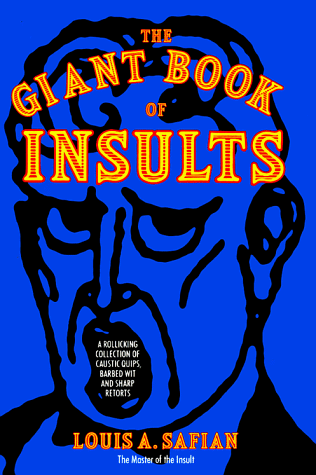 THE
GIANT BOOK
OF
INSULTS
A ROLLICKING
COLLECTION OF
CAUSTIC QUIPS,
BARBED WIT
AND SHARP
RETORTS
LOUIS A. SAFIAN
The Master of the Insult